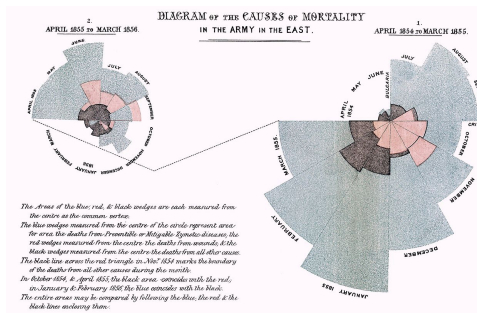 DIAGRAM OF THE CAUSES OF MORTALITY
IN THE ARMY IN THE EAST.
2.
APRIL 1855 TO MARCH 1856.
1.
APRIL 1854 TO MARCH 1855.
APRIL 1855
MAY
JUNE
JULY
AUGUST
SEPTEMBER
OCTOBER
NOVEMBER
DECEMBER
JANUARY
1856
FEBRUARY
MARCH
APRIL
1854
MAY
JUNE
JULY
BULGARIA
AUGUST
CRI
OCTOBER
NOVEMBER
DECEMBER
JANUARY 1855
FEBRUARY
MARCH 1855.
The Areas of the blue, red, & black wedges are each measured from
the centre as the common vertex.
The blue wedges measured from the centre of the circle represent area
for area the deaths from Preventible or Mitigable Zymotic diseases, the
red wedges measured from the centre the deaths from wounds, & the
black wedges measured from the centre the deaths from all other causes.
The black line across the red triangle in Nov.r 1854 marks the boundary
of the deaths from all other causes during the month.
In October 1854, & April 1855, the black area coincides with the red,
in January & February 1856, the blue coincides with the black.
The entire areas may be compared by following the blue, the red & the
black lines enclosing them.